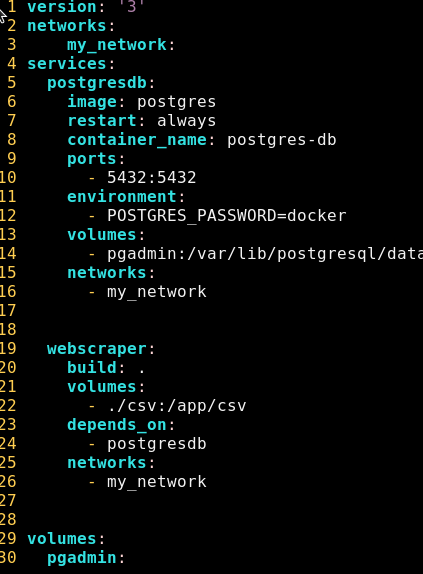 1 version: '3'
2 networks:
3     my_network:
4 services:
5   postgresdb:
6     image: postgres
7     restart: always
8     container_name: postgres-db
9     ports:
10       - 5432:5432
11     environment:
12       - POSTGRES_PASSWORD=docker
13     volumes:
14       - pgadmin:/var/lib/postgresql/data
15     networks:
16       - my_network
17
18
19   webscraper:
20     build: .
21     volumes:
22       - ./csv:/app/csv
23     depends_on:
24       - postgresdb
25     networks:
26       - my_network
27
28
29 volumes:
30   pgadmin: